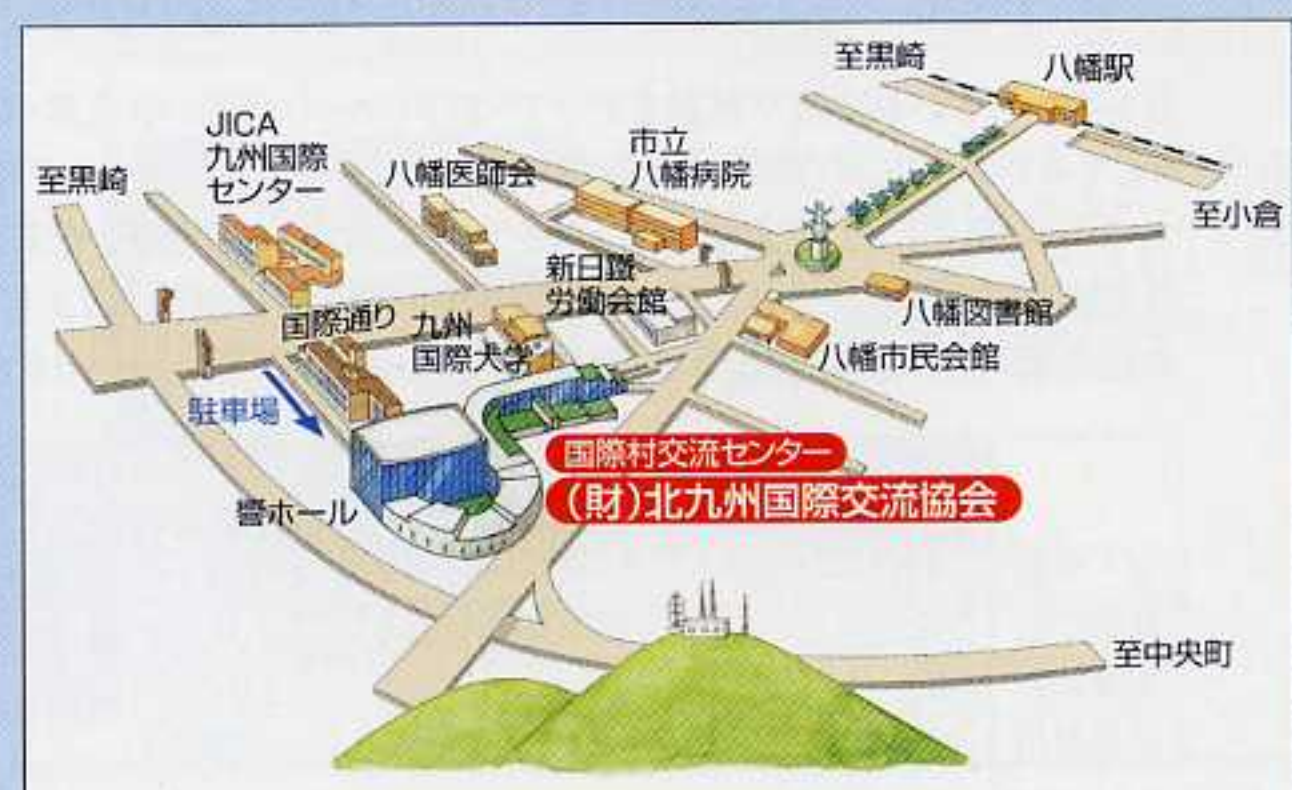 至黒崎
八幡駅
JICA
九州国際
センター
市立
八幡病院
八幡医師会
至黒崎
至小倉
新日鐵
労働会館
国際通り
九州
国際大学
八幡図書館
八幡市民会館
駐車場
国際村交流センター
(財)北九州国際交流協会
響ホール
至中央町